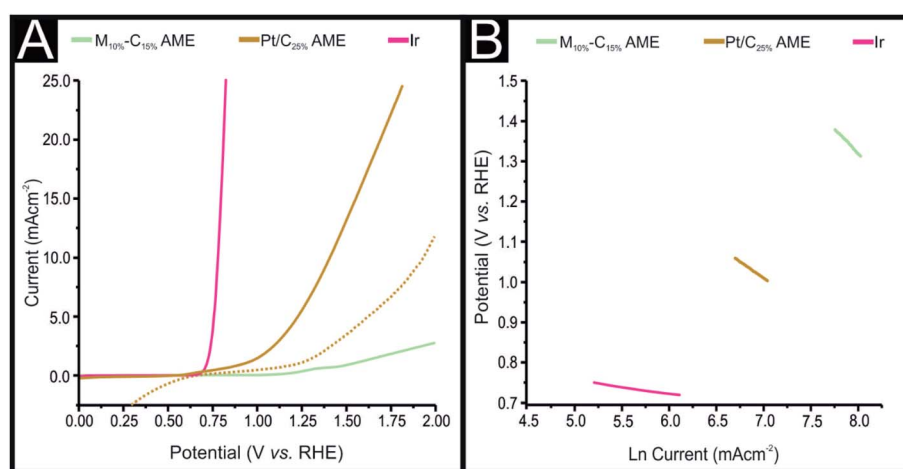 A
M10%-C15% AME
Pt/C25% AME
Ir
25.0
20.0
15.0
10.0
5.0
0.0
Current (mAcm-2)
0.00
0.25
0.50
0.75
1.00
1.25
1.50
1.75
2.00
Potential (V vs. RHE)
B
M10%-C15% AME
Pt/C25% AME
Ir
1.5
1.4
1.3
1.2
1.1
1.0
0.9
0.8
0.7
Potential (V vs. RHE)
4.5
5.0
5.5
6.0
6.5
7.0
7.5
8.0
Ln Current (mAcm-2)